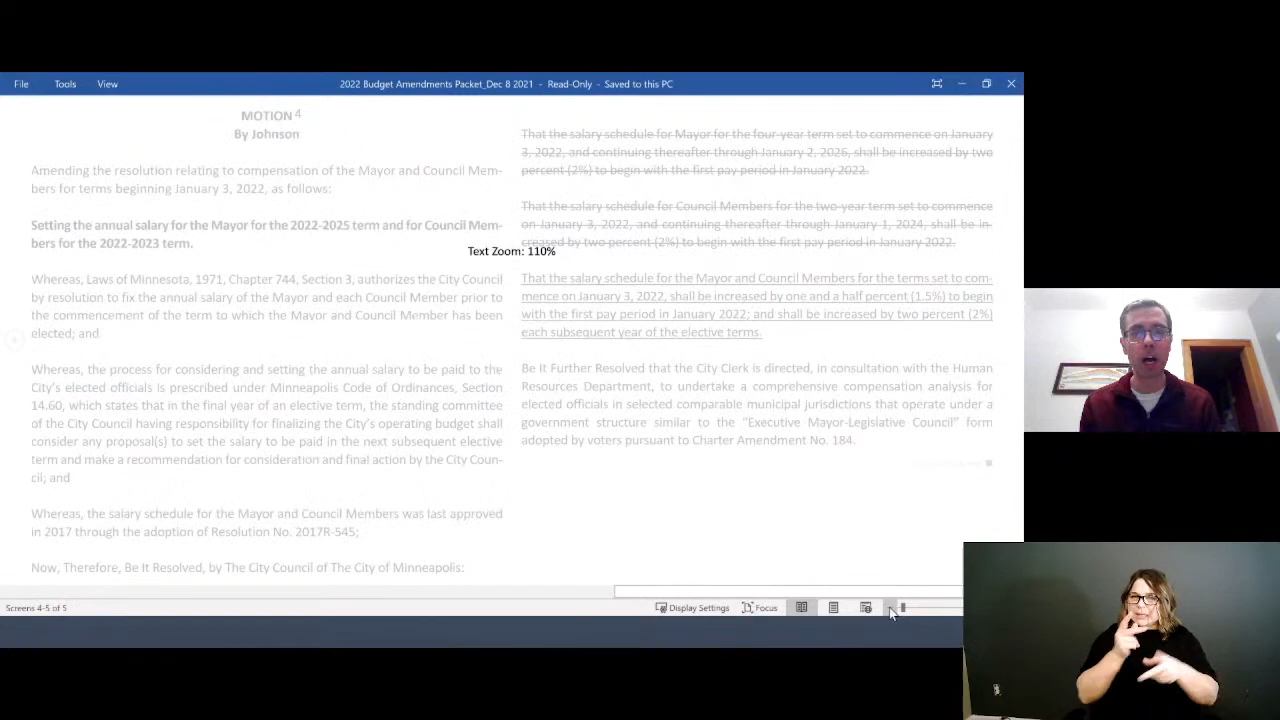 File Tools View
2022 Budget Amendments Packet_Dec 8 2021 - Read-Only - Saved to this PC
MOTION 4
By Johnson
Amending the resolution relating to compensation of the Mayor and Council Mem-
bers for terms beginning January 3, 2022, as follows:
Setting the annual salary for the Mayor for the 2022-2025 term and for Council Mem-
bers for the 2022-2023 term.
Whereas, Laws of Minnesota, 1971, Chapter 744, Section 3, authorizes the City Council
by resolution to fix the annual salary of the Mayor and each Council Member prior to
the commencement of the term to which the Mayor and Council Member has been
elected; and
Whereas, the process for considering and setting the annual salary to be paid to the
City's elected officials is prescribed under Minneapolis Code of Ordinances, Section
14.60, which states that in the final year of an elective term, the standing committee
of the City Council having responsibility for finalizing the City's operating budget shall
consider any proposal(s) to set the salary to be paid in the next subsequent elective
term and make a recommendation for consideration and final action by the City Coun-
cil; and
Whereas, the salary schedule for the Mayor and Council Members was last approved
in 2017 through the adoption of Resolution No. 2017R-545;
Now, Therefore, Be It Resolved, by The City Council of The City of Minneapolis:
That the salary schedule for Mayor for the four-year term set to commence on January
3, 2022, and continuing thereafter through January 2, 2026, shall be increased by two
percent (2%) to begin with the first pay period in January 2022.
That the salary schedule for Council Members for the two-year term set to commence
on January 3, 2022, and continuing thereafter through January 1, 2024, shall be in-
creased by two percent (2%) to begin with the first pay period in January 2022.
Text Zoom: 110%
That the salary schedule for the Mayor and Council Members for the terms set to com-
mence on January 3, 2022, shall be increased by one and a half percent (1.5%) to begin
with the first pay period in January 2022; and shall be increased by two percent (2%)
each subsequent year of the elective terms.
Be It Further Resolved that the City Clerk is directed, in consultation with the Human
Resources Department, to undertake a comprehensive compensation analysis for
elected officials in selected comparable municipal jurisdictions that operate under a
government structure similar to the "Executive Mayor-Legislative Council" form
adopted by voters pursuant to Charter Amendment No. 184.
Screens 4-5 of 5
Display Settings Focus